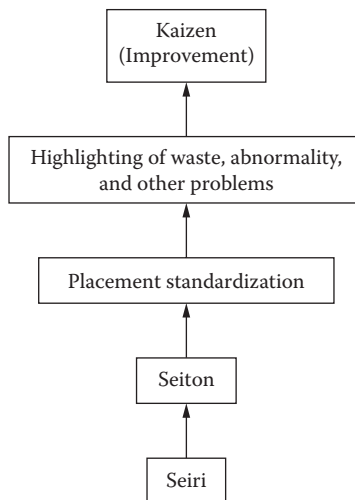 Kaizen
(Improvement)
Highlighting of waste, abnormality,
and other problems
Placement standardization
Seiton
Seiri